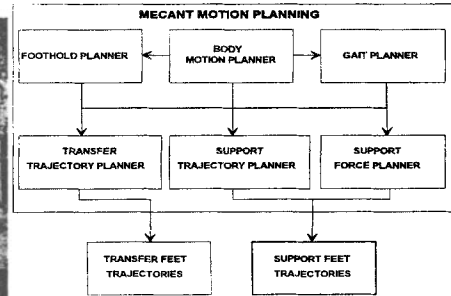 MECANT MOTION PLANNING
FOOTHOLD PLANNER
BODY
MOTION PLANNER
GAIT PLANNER
TRANSFER
TRAJECTORY PLANNER
SUPPORT
TRAJECTORY PLANNER
SUPPORT
FORCE PLANNER
TRANSFER FEET
TRAJECTORIES
SUPPORT FEET
TRAJECTORIES